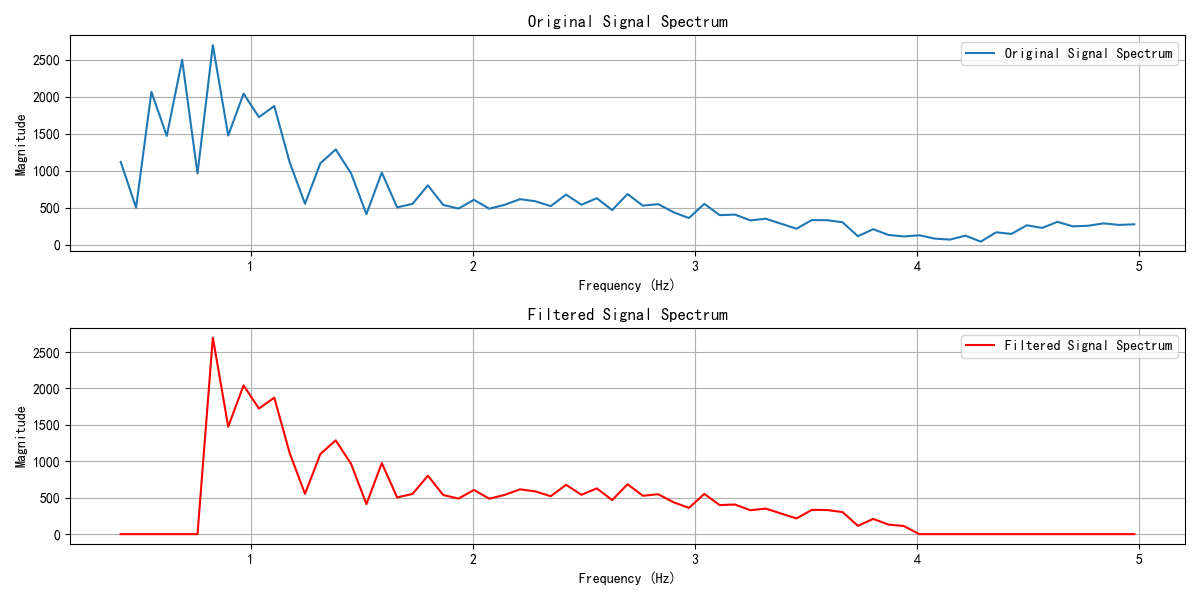 Original Signal Spectrum
Original Signal Spectrum
2500
2000
1500
1000
500
0
Magnitude
1 2 3 4 5
Frequency (Hz)
Filtered Signal Spectrum
Filtered Signal Spectrum
2500
2000
1500
1000
500
0
Magnitude
1 2 3 4 5
Frequency (Hz)